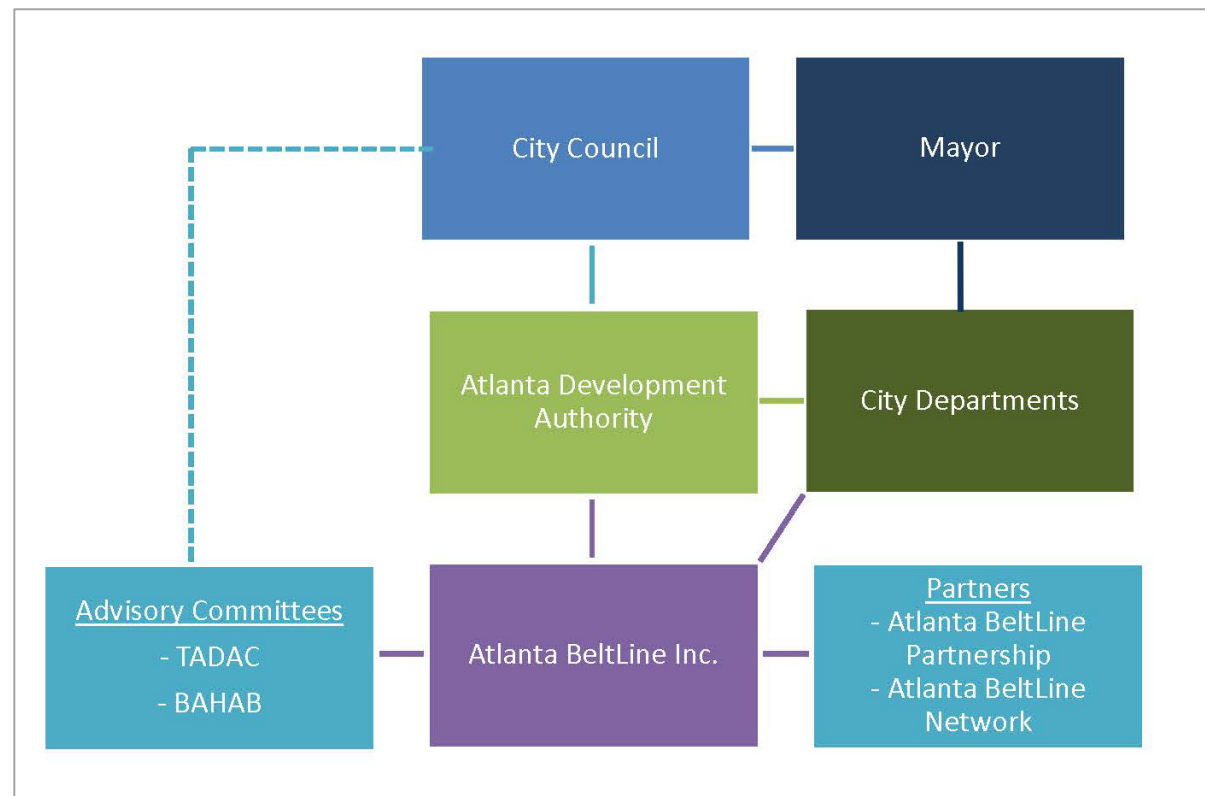 City Council
Mayor
Atlanta Development
Authority
City Departments
Advisory Committees
- TADAC
- BAHAB
Atlanta BeltLine Inc.
Partners
- Atlanta BeltLine
Partnership
- Atlanta BeltLine
Network